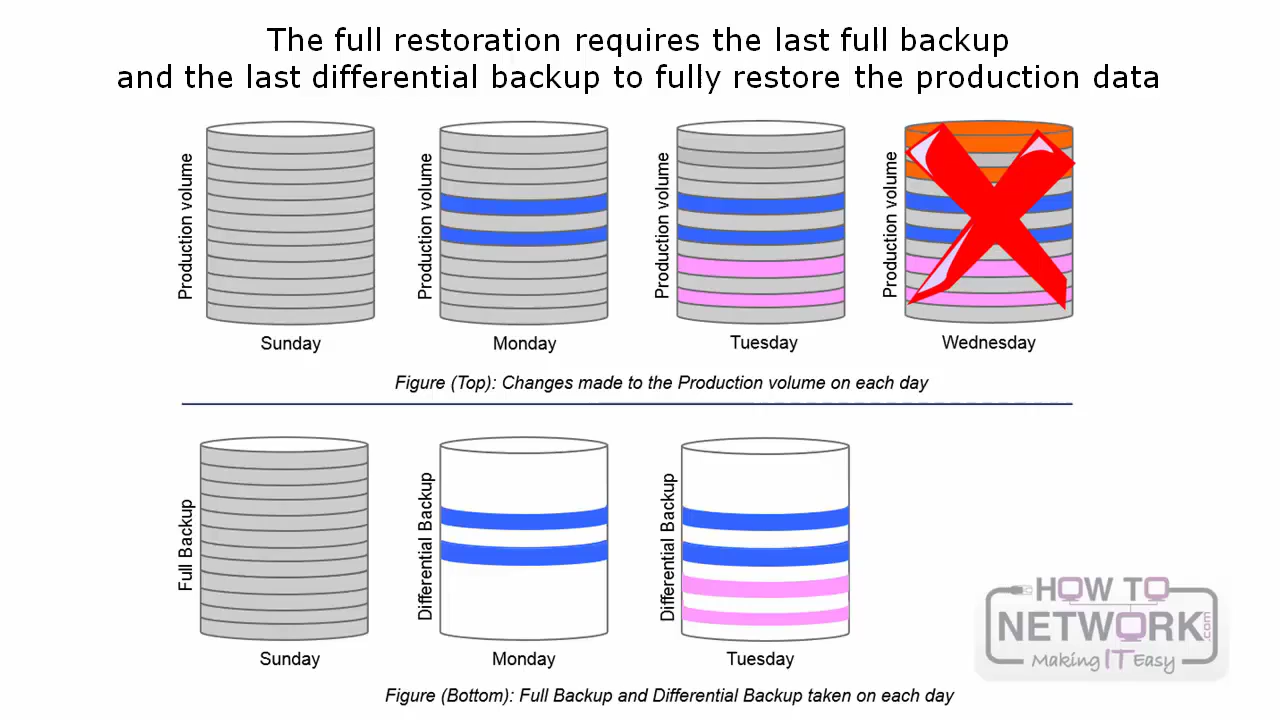 The full restoration requires the last full backup
and the last differential backup to fully restore the production data
Production volume
Production volume
Production volume
Production volume
Sunday
Monday
Tuesday
Wednesday
Figure (Top): Changes made to the Production volume on each day
Full Backup
Differential Backup
Differential Backup
Sunday
Monday
Tuesday
Figure (Bottom): Full Backup and Differential Backup taken on each day
HOW TO
NETWORK.com
Making IT Easy